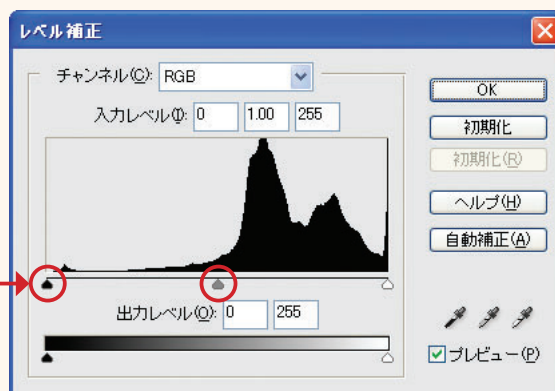 レベル補正
チャンネル(C): RGB
入力レベル(I): 0 1.00 255
出力レベル(O): 0 255
OK
初期化
初期化(R)
ヘルプ(H)
自動補正(A)
プレビュー(P)